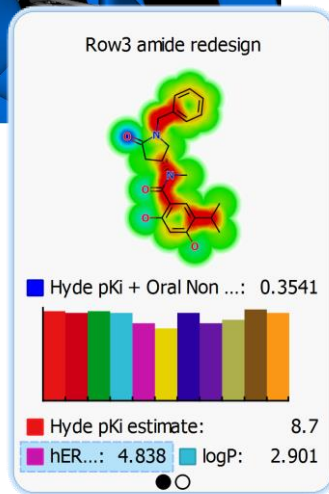 Row3 amide redesign
O
N
N
O
O
O
Hyde pKi + Oral Non ...: 0.3541
Hyde pKi estimate: 8.7
hER...: 4.838 logP: 2.901